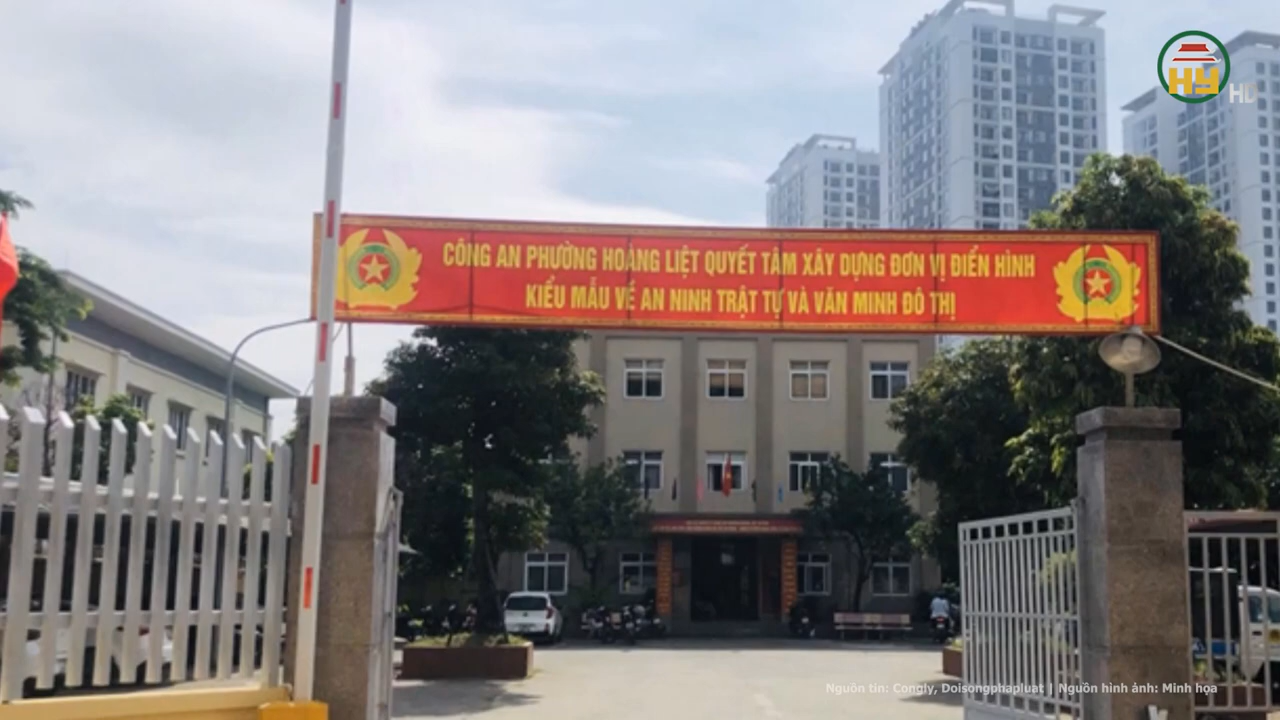 HY HD
CÔNG AN PHƯỜNG HOÀNG LIỆT QUYẾT TÂM XÂY DỰNG ĐƠN VỊ ĐIỂN HÌNH
KIỂU MẪU VỀ AN NINH TRẬT TỰ VÀ VĂN MINH ĐÔ THỊ
Nguồn tin: Congly, Doisongphapluat | Nguồn hình ảnh: Minh họa